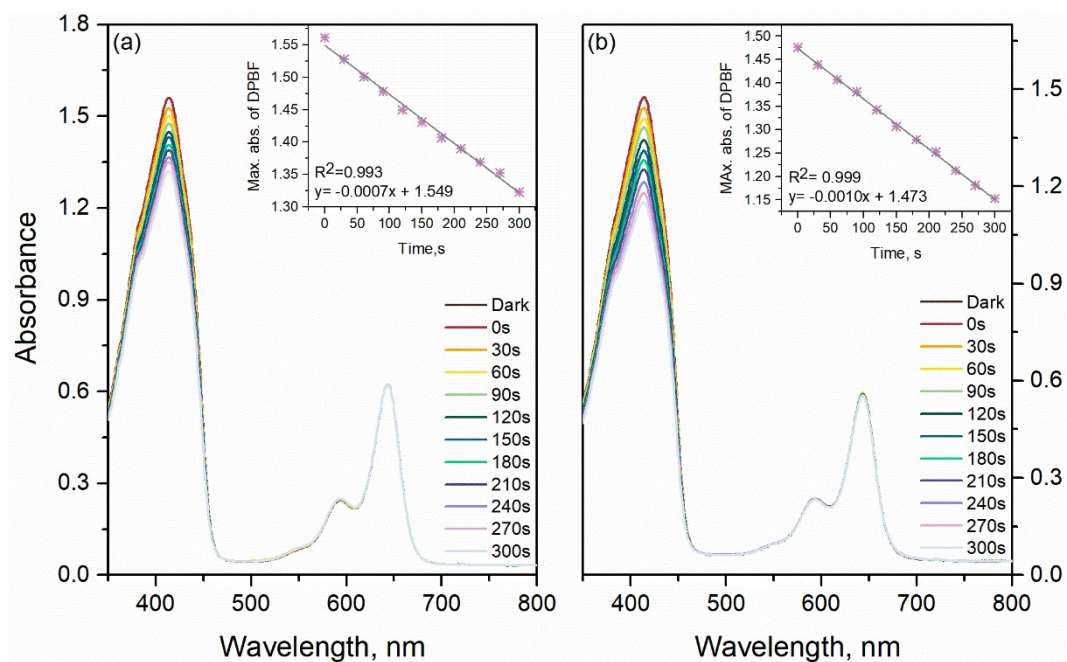 (a)
Absorbance
1.8
1.5
1.2
0.9
0.6
0.3
0.0
400
500
600
700
800
Wavelength, nm
Max. abs. of DPBF
1.55
1.50
1.45
1.40
1.35
1.30
R2=0.993
y= -0.0007x + 1.549
0 50 100 150 200 250 300
Time,s
Dark
0s
30s
60s
90s
120s
150s
180s
210s
240s
270s
300s
(b)
MAx. abs. of DPBF
1.50
1.45
1.40
1.35
1.30
1.25
1.20
1.15
R2= 0.999
y= -0.0010x + 1.473
0 50 100 150 200 250 300
Time, s
Dark
0s
30s
60s
90s
120s
150s
180s
210s
240s
270s
300s
1.5
1.2
0.9
0.6
0.3
0.0
400
500
600
700
800
Wavelength, nm